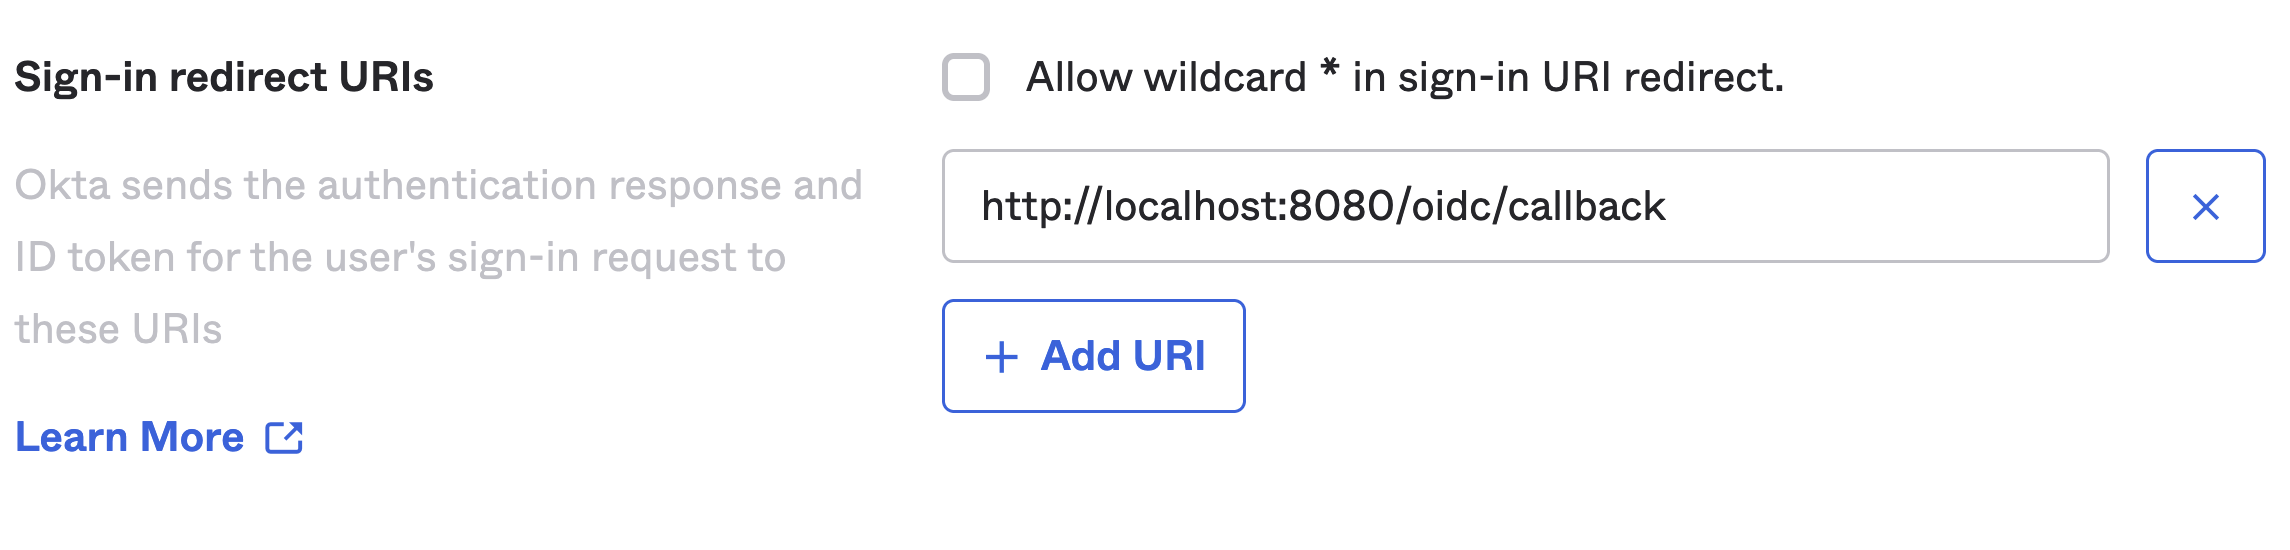 Sign-in redirect URIs
Allow wildcard * in sign-in URI redirect.
Okta sends the authentication response and
ID token for the user's sign-in request to
these URIs
http://localhost:8080/oidc/callback
+ Add URI
Learn More